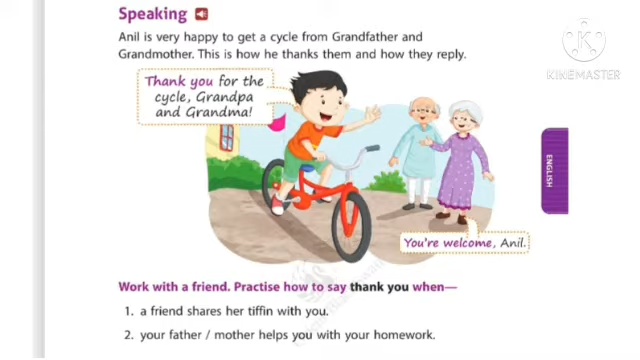 Speaking
Anil is very happy to get a cycle from Grandfather and
Grandmother. This is how he thanks them and how they reply.
Thank you for the
cycle, Grandpa
and Grandma!
KINEMASTER
ENGLISH
You're welcome, Anil.
Work with a friend. Practise how to say thank you when—
1. a friend shares her tiffin with you.
2. your father / mother helps you with your homework.